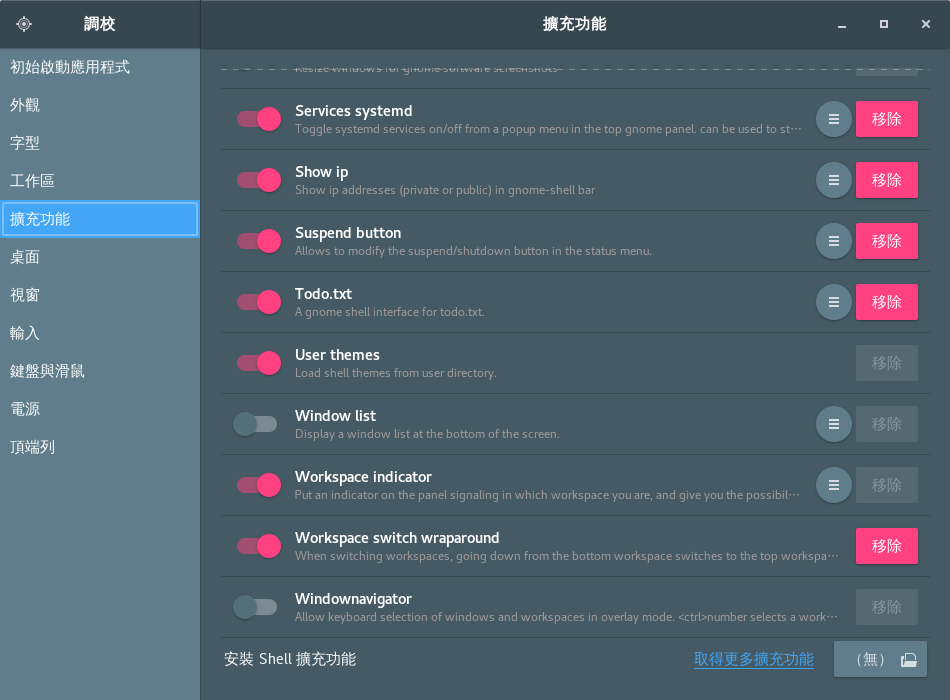 調校
擴充功能
初始啟動應用程式
外觀
字型
工作區
擴充功能
桌面
視窗
輸入
鍵盤與滑鼠
電源
頂端列
Resize windows for gnome-software screenshots
Services systemd
Toggle systemd services on/off from a popup menu in the top gnome panel. can be used to st…
移除
Show ip
Show ip addresses (private or public) in gnome-shell bar
移除
Suspend button
Allows to modify the suspend/shutdown button in the status menu.
移除
Todo.txt
A gnome shell interface for todo.txt.
移除
User themes
Load shell themes from user directory.
移除
Window list
Display a window list at the bottom of the screen.
移除
Workspace indicator
Put an indicator on the panel signaling in which workspace you are, and give you the possibil…
移除
Workspace switch wraparound
When switching workspaces, going down from the bottom workspace switches to the top workspa…
移除
Windownavigator
Allow keyboard selection of windows and workspaces in overlay mode. <ctrl>number selects a work…
移除
安裝 Shell 擴充功能
取得更多擴充功能
（無）